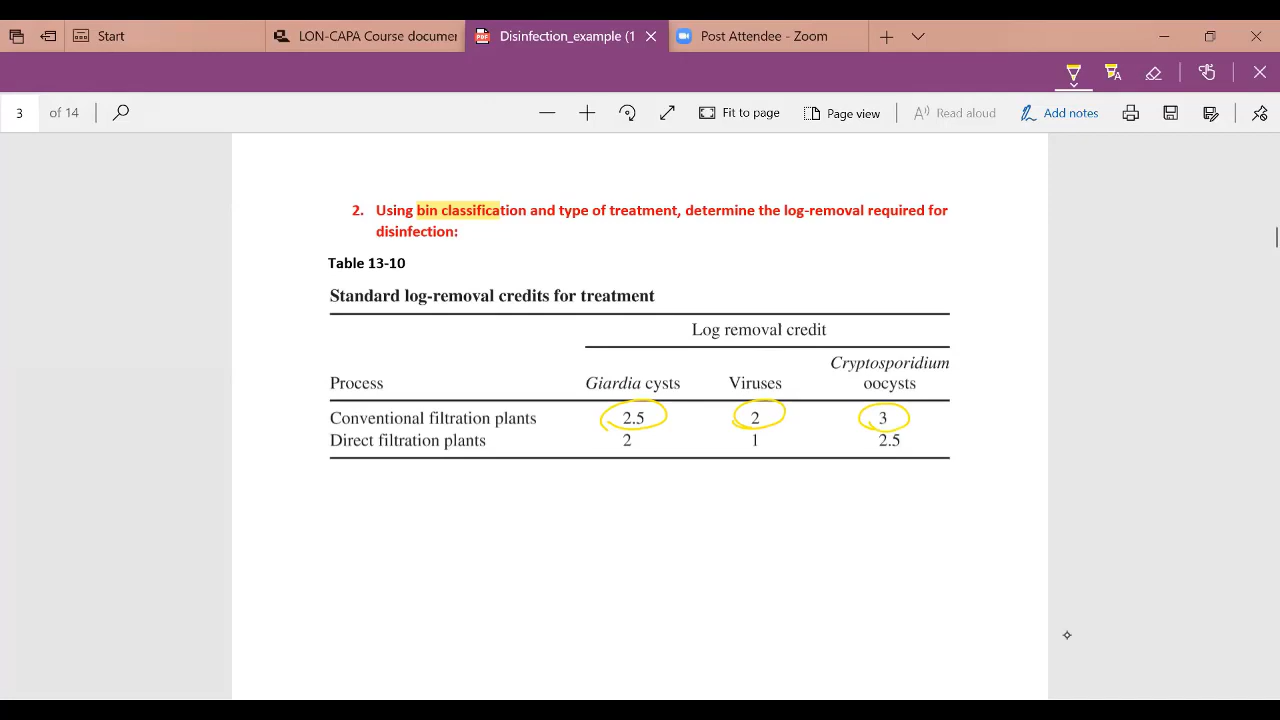 Start
LON-CAPA Course documen
Disinfection_example (1
Post Attendee - Zoom
3 of 14
Fit to page
Page view
Read aloud
Add notes
2. Using bin classification and type of treatment, determine the log-removal required for
disinfection:
Table 13-10
Standard log-removal credits for treatment
Log removal credit
Cryptosporidium
Process Giardia cysts Viruses oocysts
Conventional filtration plants 2.5 2 3
Direct filtration plants 2 1 2.5